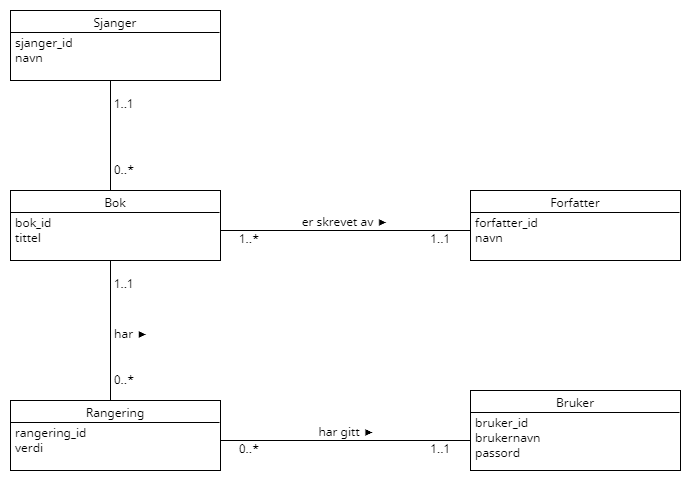 Sjanger
sjanger_id
navn
1..1
0..*
Bok
bok_id
tittel
er skrevet av ►
1..*
1..1
Forfatter
forfatter_id
navn
1..1
har ►
0..*
Rangering
rangering_id
verdi
har gitt ►
0..*
1..1
Bruker
bruker_id
brukernavn
passord